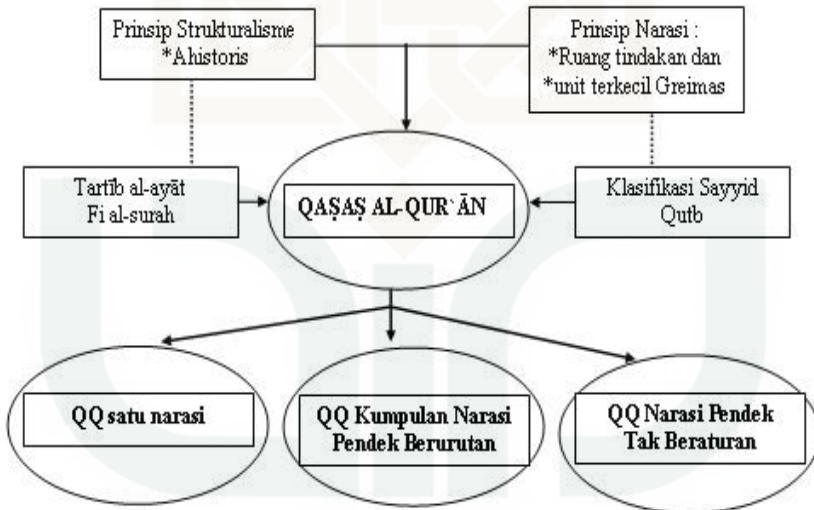 Prinsip Strukturalisme
*Ahistoris
Prinsip Narasi :
*Ruang tindakan dan
*unit terkecil Greimas
Tartīb al-ayāt
Fi al-surah
QAṢAṢ AL-QUR`ĀN
Klasifikasi Sayyid
Qutb
QQ satu narasi
QQ Kumpulan Narasi
Pendek Berurutan
QQ Narasi Pendek
Tak Beraturan